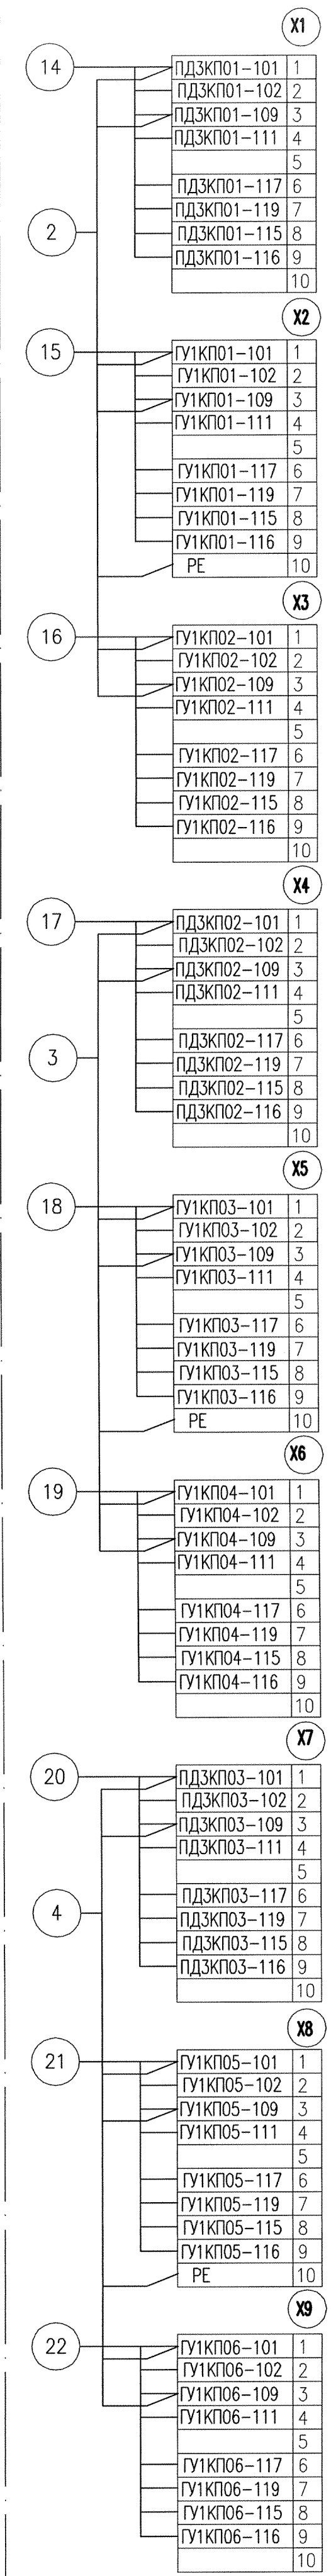 X1
14
ПДЗКП01-101 1
ПДЗКП01-102 2
ПДЗКП01-109 3
ПДЗКП01-111 4
5
ПДЗКП01-117 6
2
ПДЗКП01-119 7
ПДЗКП01-115 8
ПДЗКП01-116 9
10
X2
15
ГУ1КП01-101 1
ГУ1КП01-102 2
ГУ1КП01-109 3
ГУ1КП01-111 4
5
ГУ1КП01-117 6
ГУ1КП01-119 7
ГУ1КП01-115 8
ГУ1КП01-116 9
PE 10
X3
16
ГУ1КП02-101 1
ГУ1КП02-102 2
ГУ1КП02-109 3
ГУ1КП02-111 4
5
ГУ1КП02-117 6
ГУ1КП02-119 7
ГУ1КП02-115 8
ГУ1КП02-116 9
10
X4
17
ПДЗКП02-101 1
ПДЗКП02-102 2
ПДЗКП02-109 3
ПДЗКП02-111 4
5
ПДЗКП02-117 6
3
ПДЗКП02-119 7
ПДЗКП02-115 8
ПДЗКП02-116 9
10
X5
18
ГУ1КП03-101 1
ГУ1КП03-102 2
ГУ1КП03-109 3
ГУ1КП03-111 4
5
ГУ1КП03-117 6
ГУ1КП03-119 7
ГУ1КП03-115 8
ГУ1КП03-116 9
PE 10
X6
19
ГУ1КП04-101 1
ГУ1КП04-102 2
ГУ1КП04-109 3
ГУ1КП04-111 4
5
ГУ1КП04-117 6
ГУ1КП04-119 7
ГУ1КП04-115 8
ГУ1КП04-116 9
10
X7
20
ПДЗКП03-101 1
ПДЗКП03-102 2
ПДЗКП03-109 3
ПДЗКП03-111 4
5
ПДЗКП03-117 6
4
ПДЗКП03-119 7
ПДЗКП03-115 8
ПДЗКП03-116 9
10
X8
21
ГУ1КП05-101 1
ГУ1КП05-102 2
ГУ1КП05-109 3
ГУ1КП05-111 4
5
ГУ1КП05-117 6
ГУ1КП05-119 7
ГУ1КП05-115 8
ГУ1КП05-116 9
PE 10
X9
22
ГУ1КП06-101 1
ГУ1КП06-102 2
ГУ1КП06-109 3
ГУ1КП06-111 4
5
ГУ1КП06-117 6
ГУ1КП06-119 7
ГУ1КП06-115 8
ГУ1КП06-116 9
10